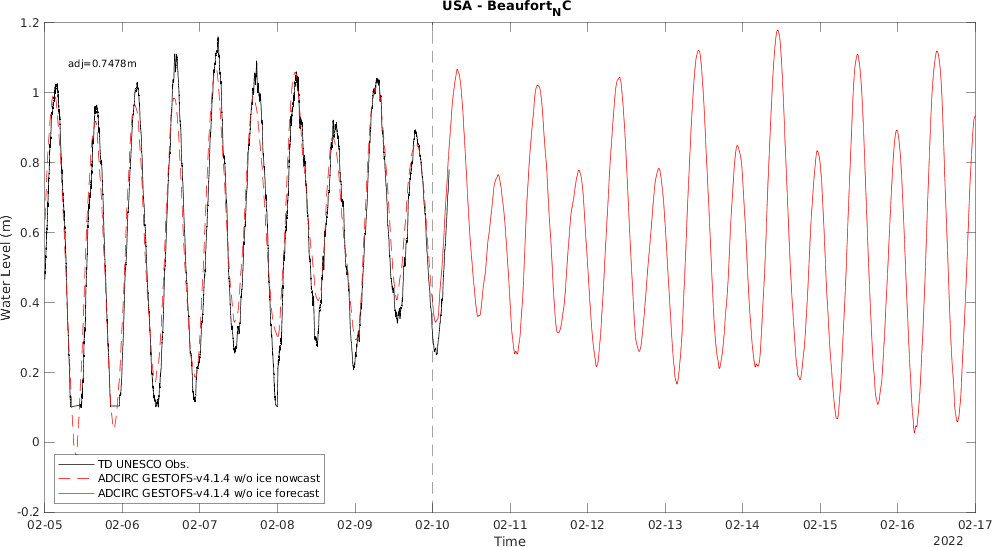 USA - Beaufort_NC
adj=0.7478m
1.2
1
0.8
0.6
0.4
0.2
0
-0.2
Water Level (m)
TD UNESCO Obs.
ADCIRC GESTOFS-v4.1.4 w/o ice nowcast
ADCIRC GESTOFS-v4.1.4 w/o ice forecast
02-05 02-06 02-07 02-08 02-09 02-10 02-11 02-12 02-13 02-14 02-15 02-16 02-17
Time
2022